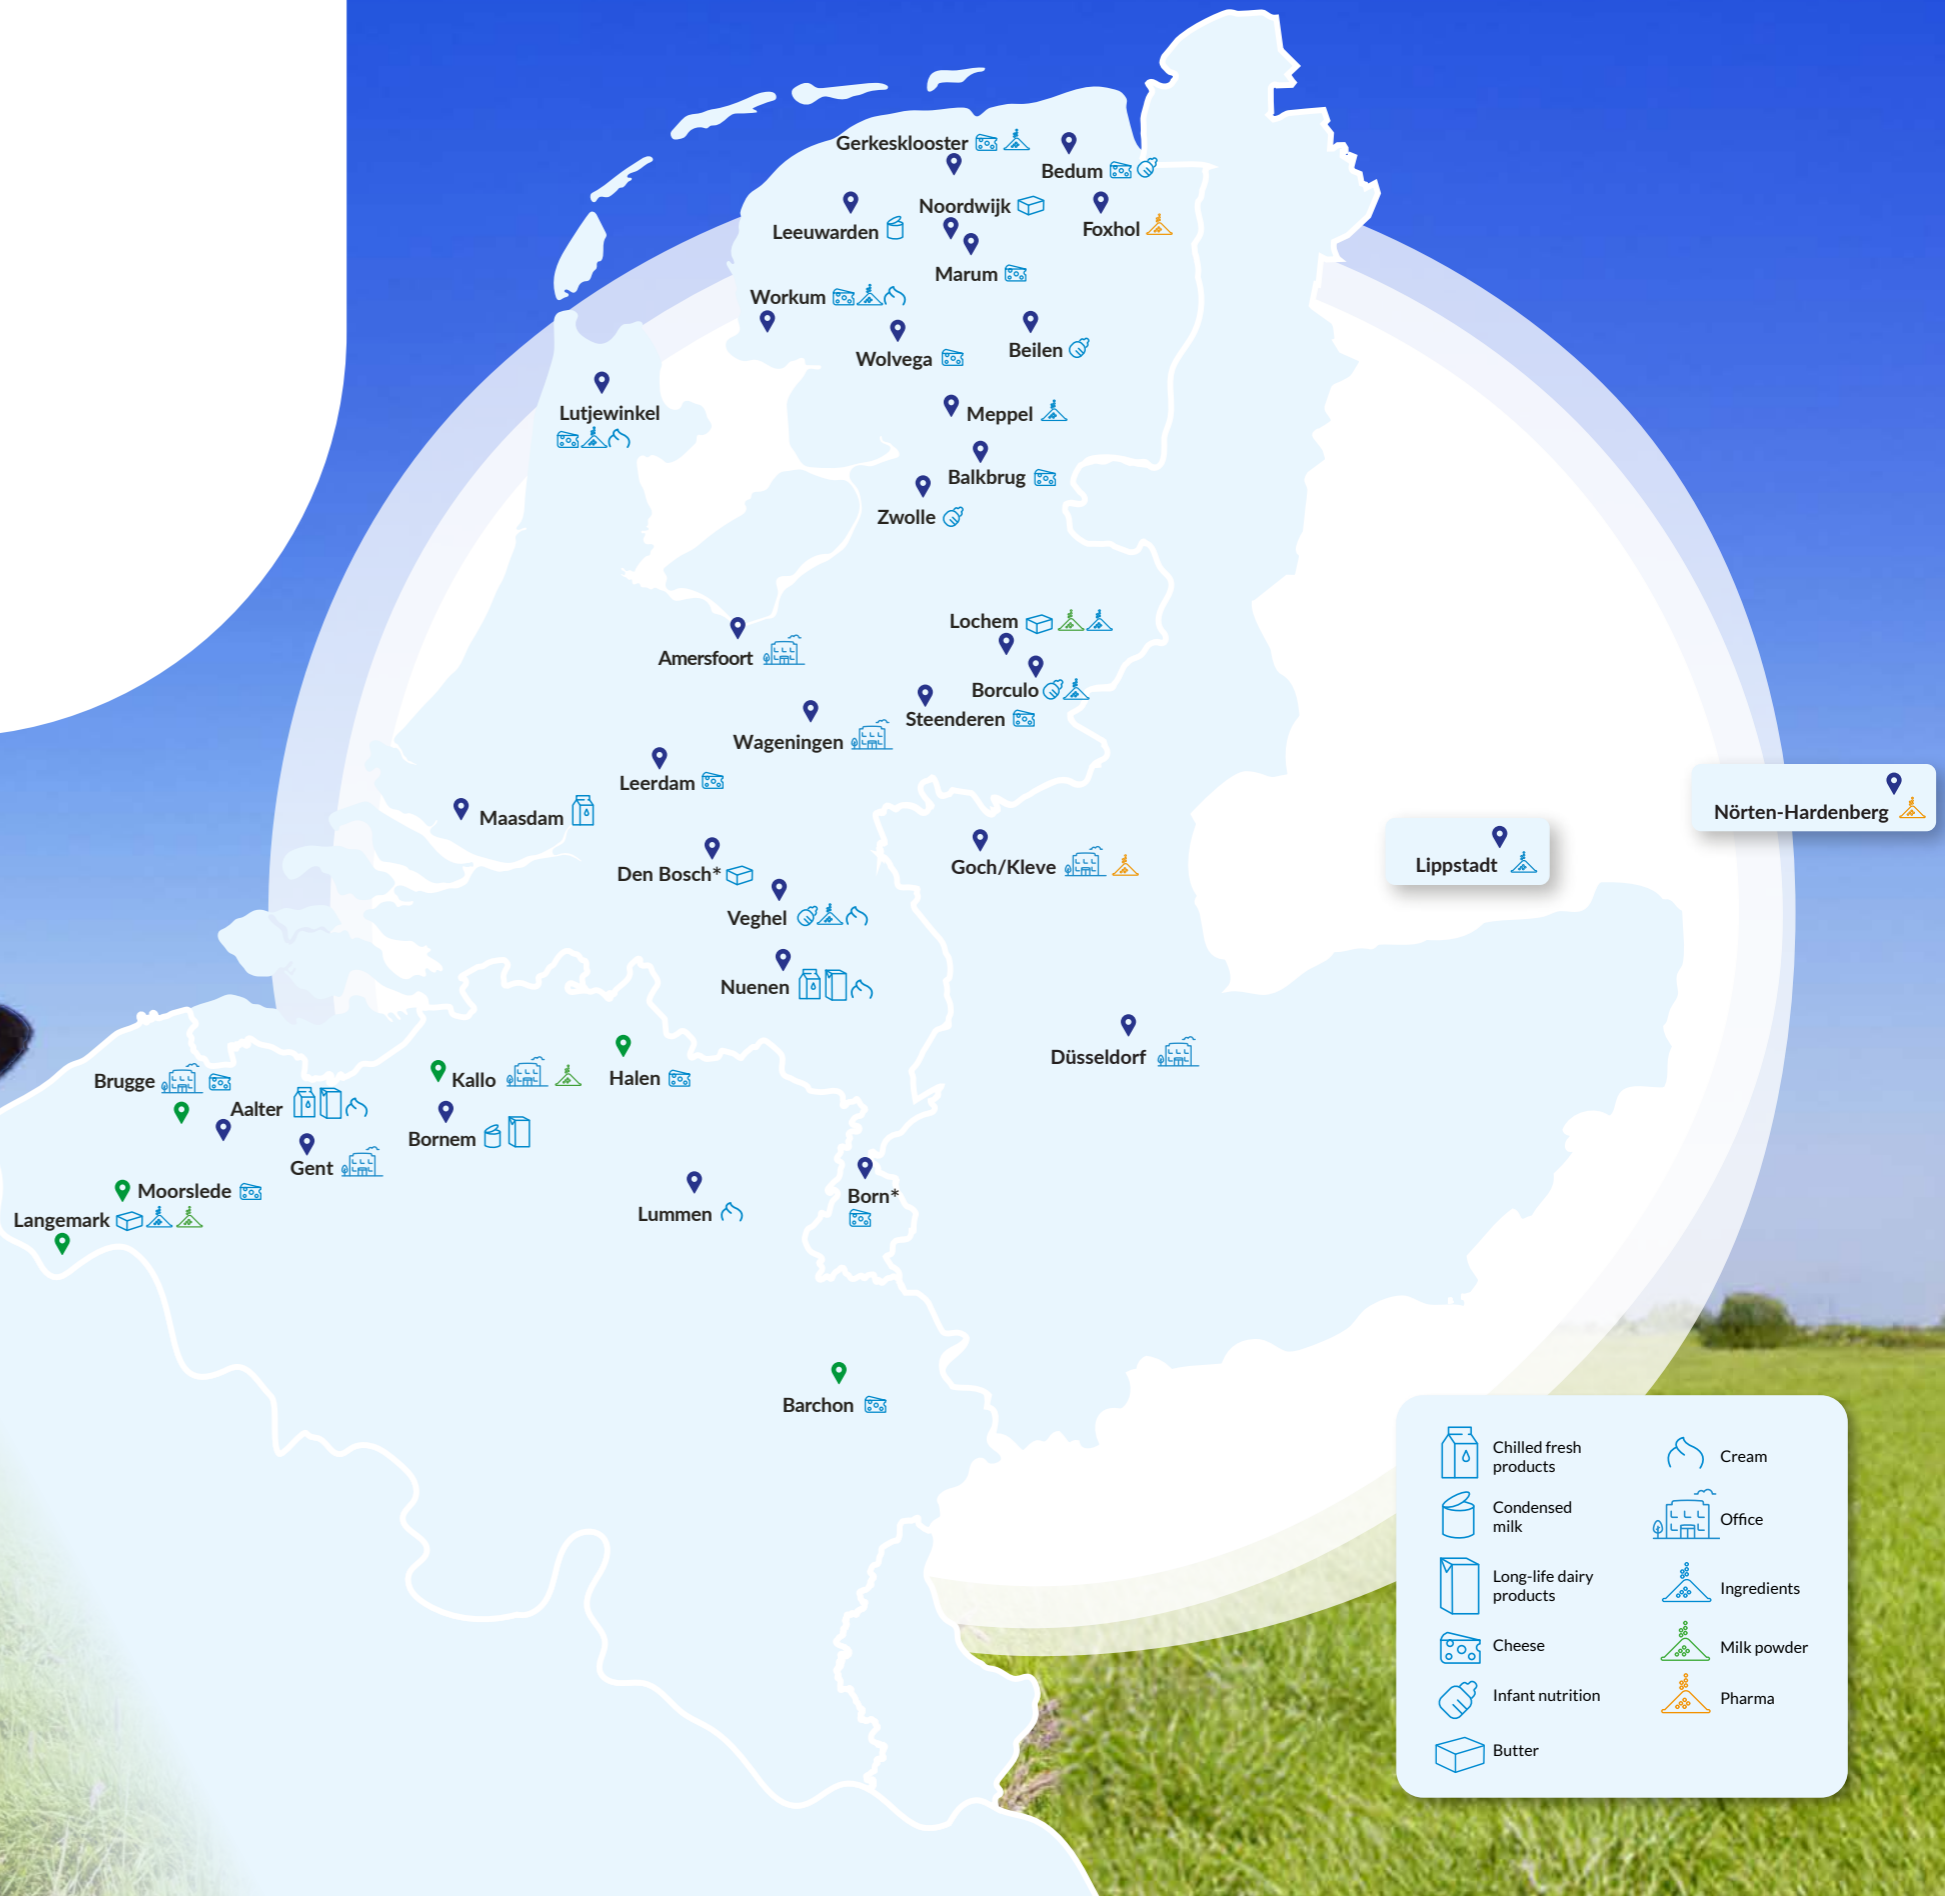 Gerkesklooster
Bedum
Noordwijk
Leeuwarden
Foxhol
Marum
Workum
Wolvega
Beilen
Lutjewinkel
Meppel
Balkbrug
Zwolle
Lochem
Amersfoort
Borculo
Steenderen
Wageningen
Leerdam
Maasdam
Nörten-Hardenberg
Lippstadt
Goch/Kleve
Den Bosch*
Veghel
Nuenen
Düsseldorf
Brugge
Kallo
Halen
Aalter
Bornem
Gent
Moorslede
Born*
Lummen
Langemark
Barchon
Chilled fresh
products
Condensed
milk
Long-life dairy
products
Cheese
Infant nutrition
Butter
Cream
Office
Ingredients
Milk powder
Pharma